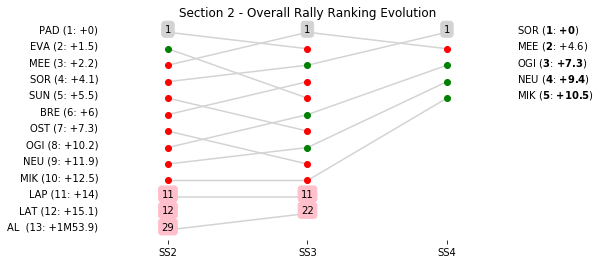 Section 2 - Overall Rally Ranking Evolution
PAD (1: +0) 1 1 1 SOR (1: +0)
EVA (2: +1.5) MEE (2: +4.6)
MEE (3: +2.2) OGI (3: +7.3)
SOR (4: +4.1) NEU (4: +9.4)
SUN (5: +5.5) MIK (5: +10.5)
BRE (6: +6)
OST (7: +7.3)
OGI (8: +10.2)
NEU (9: +11.9)
MIK (10: +12.5)
LAP (11: +14) 11 11
LAT (12: +15.1) 12 22
AL (13: +1M53.9) 29
SS2 SS3 SS4